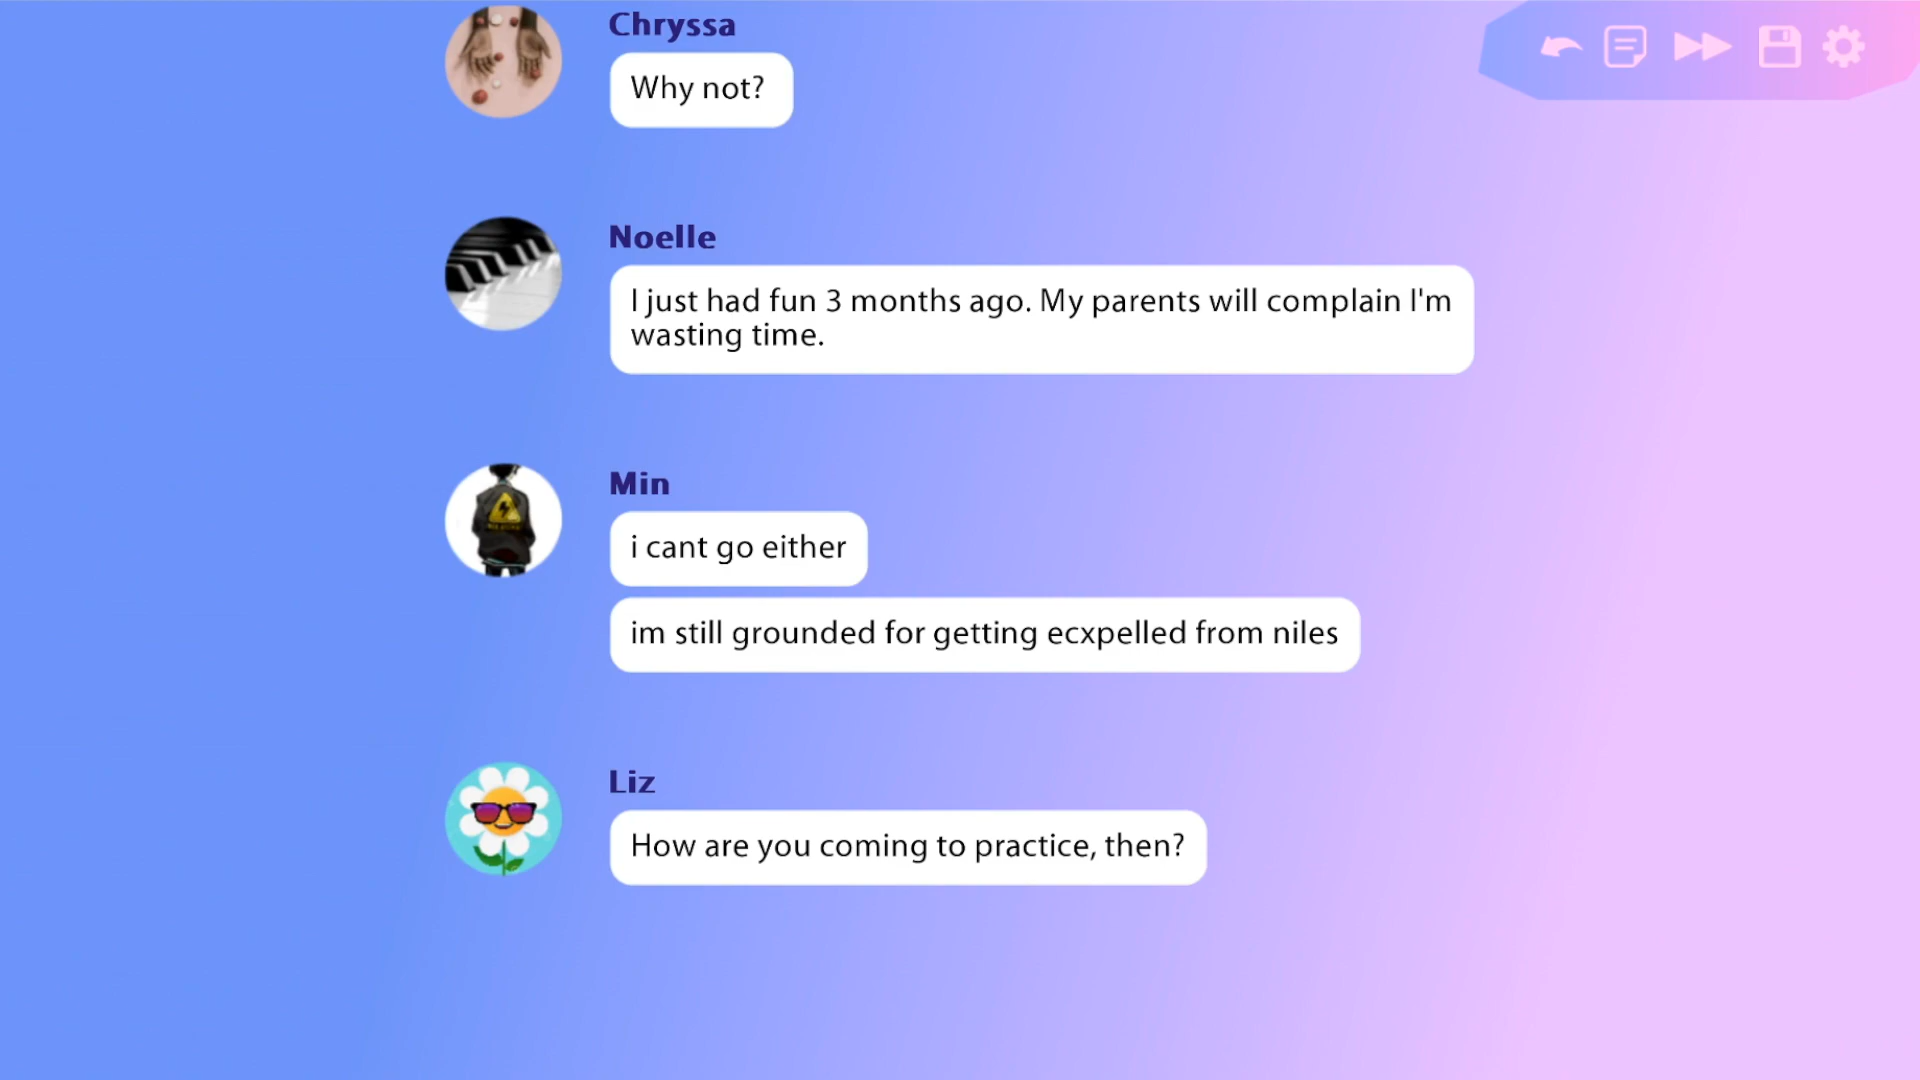 Chryssa
Why not?
Noelle
I just had fun 3 months ago. My parents will complain I'm
wasting time.
Min
i cant go either
im still grounded for getting ecxpelled from niles
Liz
How are you coming to practice, then?